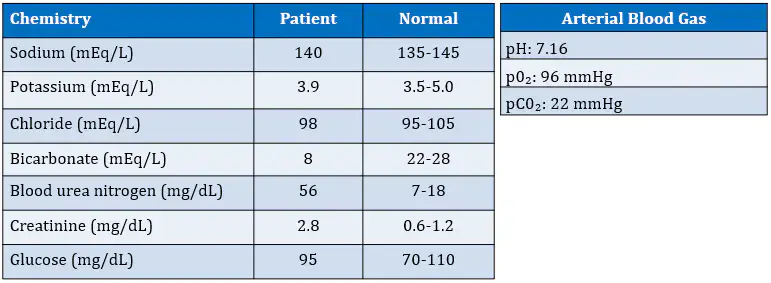 Chemistry Patient Normal
Sodium (mEq/L) 140 135-145
Potassium (mEq/L) 3.9 3.5-5.0
Chloride (mEq/L) 98 95-105
Bicarbonate (mEq/L) 8 22-28
Blood urea nitrogen (mg/dL) 56 7-18
Creatinine (mg/dL) 2.8 0.6-1.2
Glucose (mg/dL) 95 70-110
Arterial Blood Gas
pH: 7.16
p0₂: 96 mmHg
pC0₂: 22 mmHg